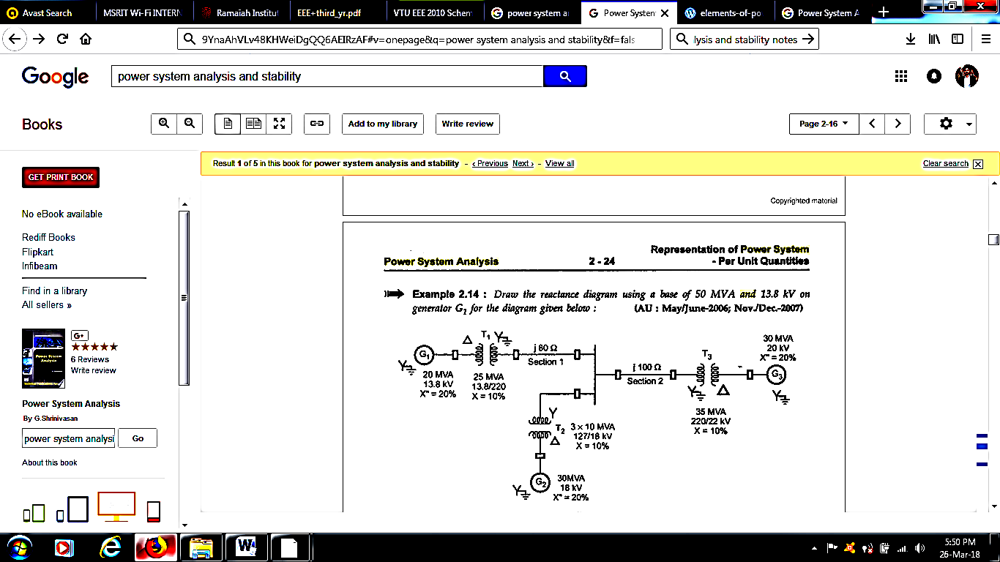 Avast Search
MSRIT Wi-Fi INTERN
Ramaiah Institut
EEE+third_yr.pdf
VTU EEE 2010 Schem
power system an
Power System
elements-of-po
Power System A
9YnaAhVLv48KHWeiDgQQ6AEIRzAF#v=onepage&q=power system analysis and stability&f=fals
lysis and stability notes
Google
power system analysis and stability
Books
Add to my library
Write review
Page 2-16
Result 1 of 5 in this book for power system analysis and stability - ‹ Previous Next › - View all
Clear search
GET PRINT BOOK
No eBook available
Rediff Books
Flipkart
Infibeam
Find in a library
All sellers »
G+
6 Reviews
Write review
Power System Analysis
By G.Shrinivasan
power system analysi
Go
About this book
Copyrighted material
Power System Analysis
2 - 24
Representation of Power System
- Per Unit Quantities
Example 2.14 : Draw the reactance diagram using a base of 50 MVA and 13.8 kV on
generator G1 for the diagram given below :
(AU : May/June-2006; Nov./Dec.-2007)
G1
20 MVA
13.8 kV
X" = 20%
Δ
T1
Y
25 MVA
13.8/220
X = 10%
j 80 Ω
Section 1
j 100 Ω
Section 2
T3
Y
Δ
35 MVA
220/22 kV
X = 10%
30 MVA
20 kV
X" = 20%
G3
Y
Y
T2
Δ
3 x 10 MVA
127/18 kV
X = 10%
G2
Y
30MVA
18 kV
X" = 20%
Y
5:50 PM
26-Mar-18